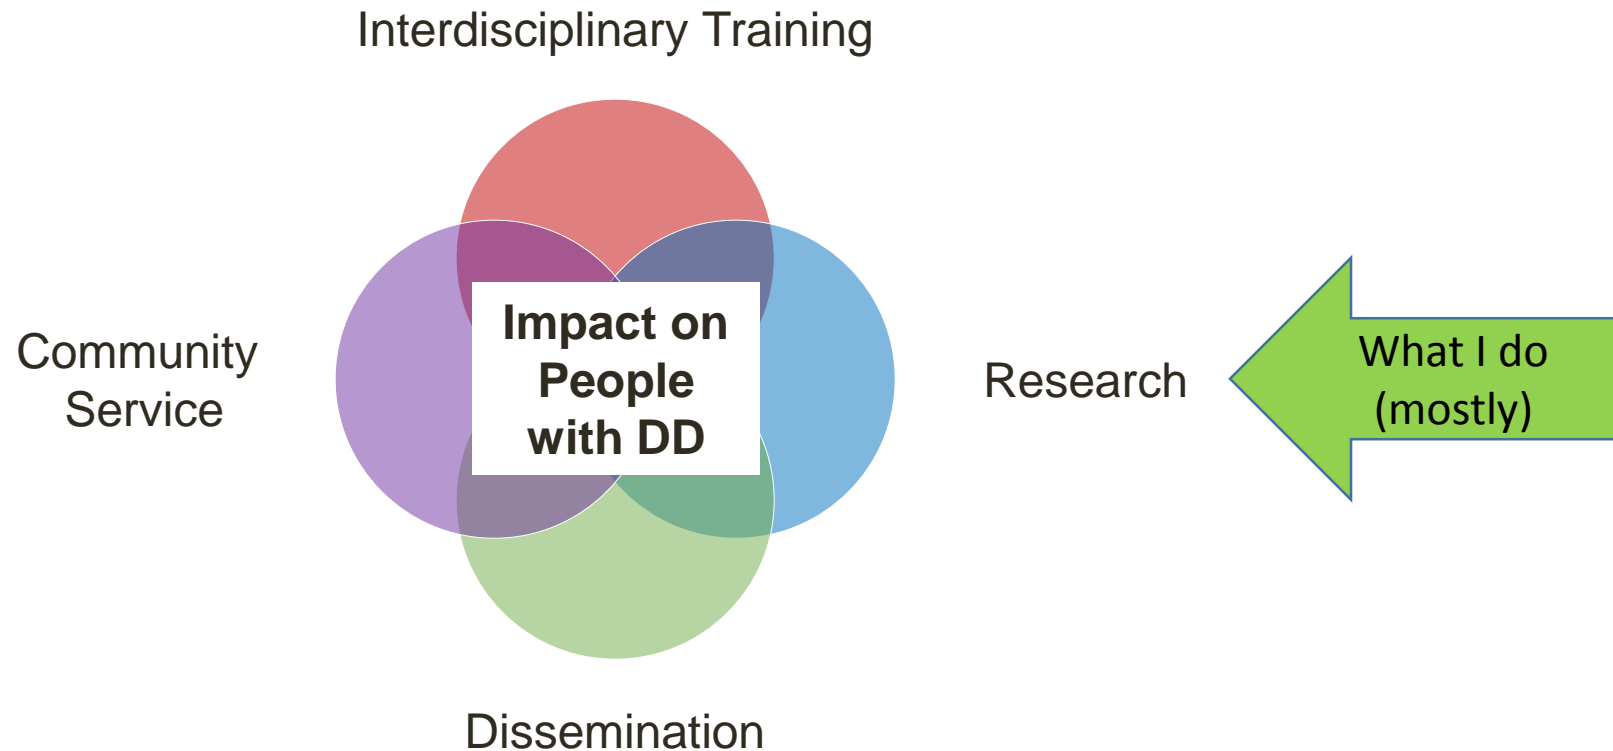 Interdisciplinary Training
Community
Service
Impact on
People
with DD
Research
What I do
(mostly)
Dissemination